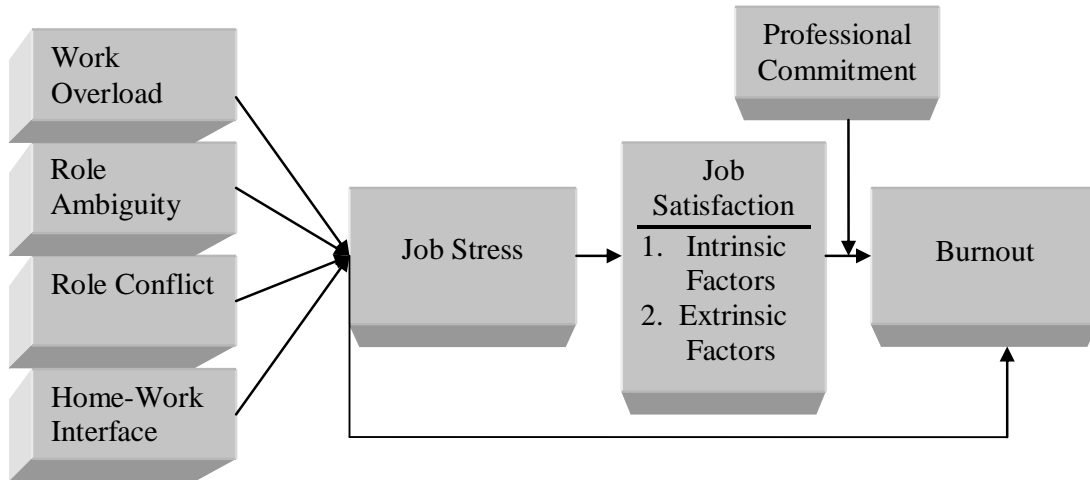 Work
Overload
Role
Ambiguity
Role Conflict
Home-Work
Interface
Job Stress
Job
Satisfaction
1. Intrinsic
Factors
2. Extrinsic
Factors
Professional
Commitment
Burnout